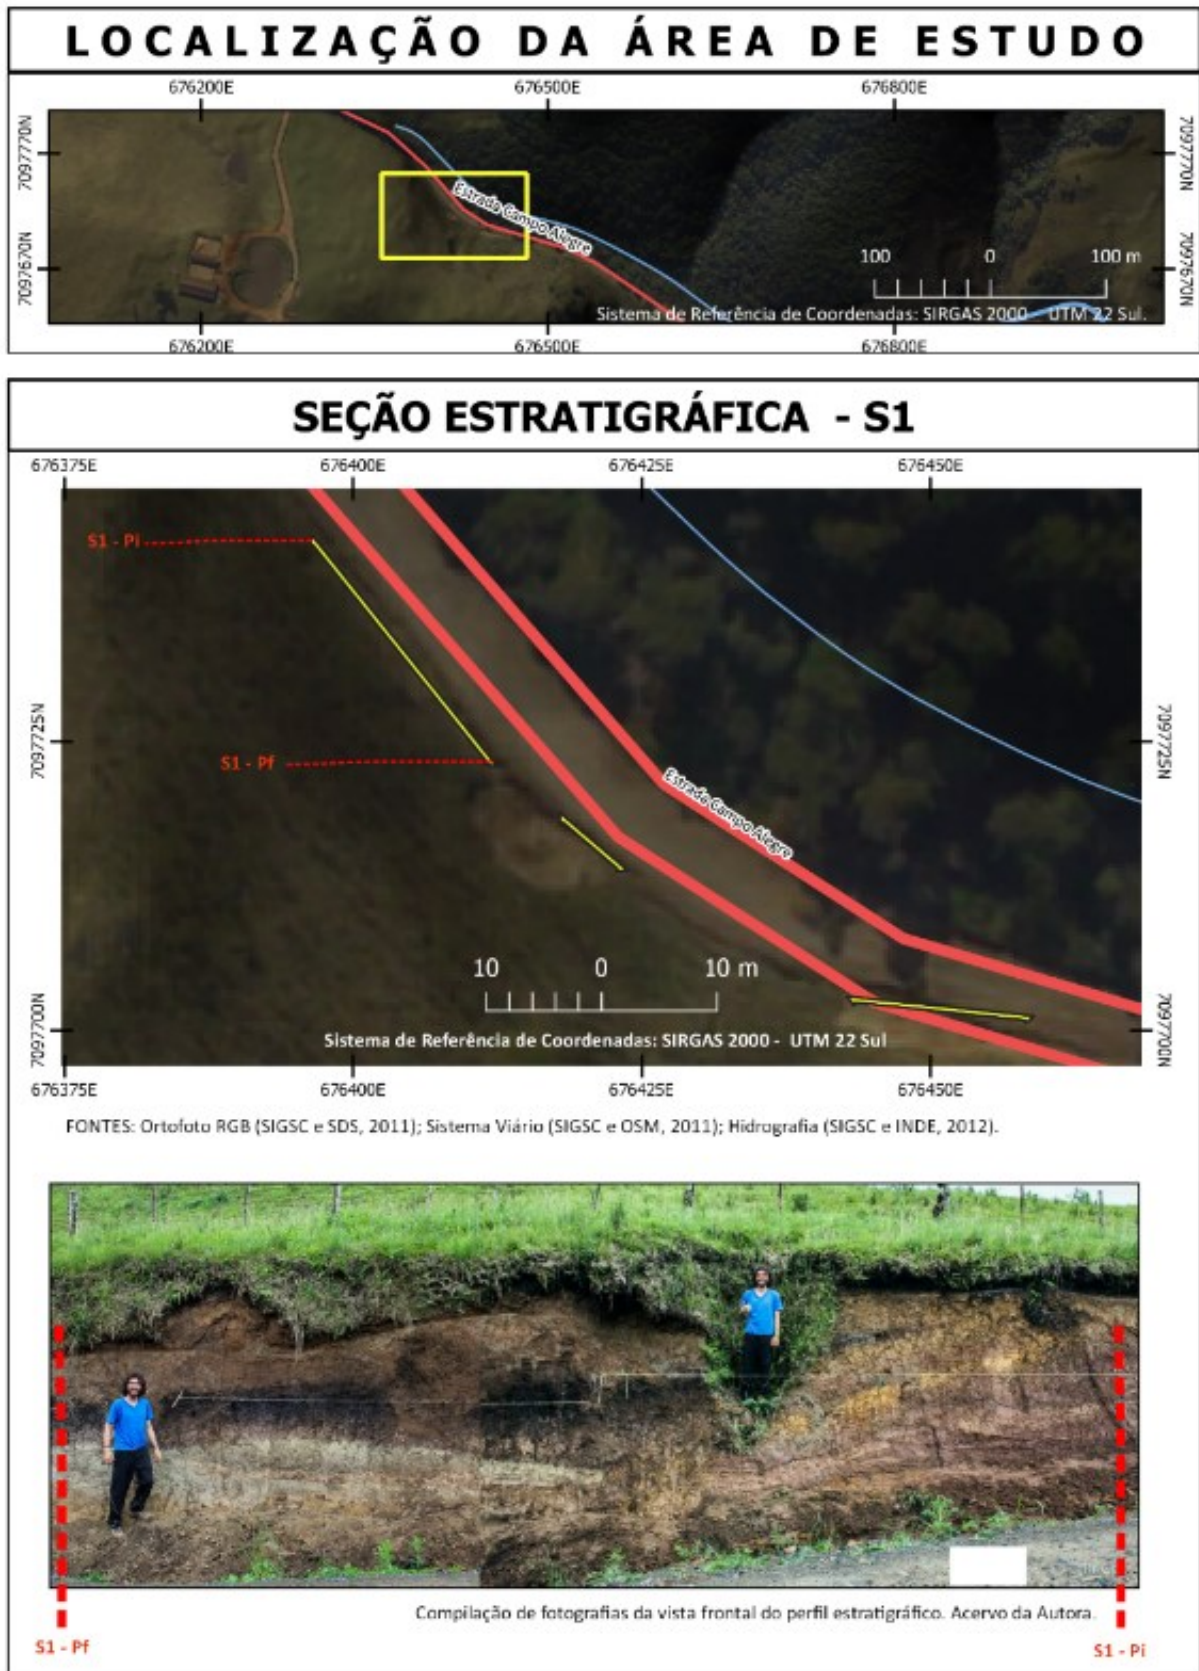 LOCALIZAÇÃO DA ÁREA DE ESTUDO
676200E 676500E 676800E
7097770N 7097770N
Estrada Campo Alegre
7097670N 7097670N
100 0 100 m
Sistema de Referência de Coordenadas: SIRGAS 2000 - UTM 22 Sul.
676200E 676500E 676800E
SEÇÃO ESTRATIGRÁFICA - S1
676375E 676400E 676425E 676450E
S1 - Pi
7097725N 7097725N
S1 - Pf
Estrada Campo Alegre
10 0 10 m
7097700N 7097700N
Sistema de Referência de Coordenadas: SIRGAS 2000 - UTM 22 Sul
676375E 676400E 676425E 676450E
FONTES: Ortofoto RGB (SIGSC e SDS, 2011); Sistema Viário (SIGSC e OSM, 2011); Hidrografia (SIGSC e INDE, 2012).
Compilação de fotografias da vista frontal do perfil estratigráfico. Acervo da Autora.
S1 - Pf S1 - Pi